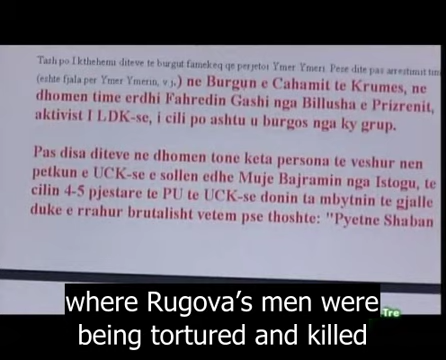 Tash po I kthehemi diteve te burgut famekeq qe perjetoi Ymer Ymeri. Pese dite pas arrestimit tim
(eshte fjala per Ymer Ymerin, v j,) ne Burgun e Cahamit te Krumes, ne
dhomen time erdhi Fahredin Gashi nga Billusha e Prizrenit,
aktivist I LDK-se, i cili po ashtu u burgos nga ky grup.
Pas disa diteve ne dhomen tone keta persona te veshur nen
petkun e UCK-se e sollen edhe Muje Bajramin nga Istogu, te
cilin 4-5 pjestare te PU te UCK-se donin ta mbytnin te gjalle
duke e rrahur brutalisht vetem pse thoshte: "Pyetne Shaban
where Rugova's men were
being tortured and killed
Tre